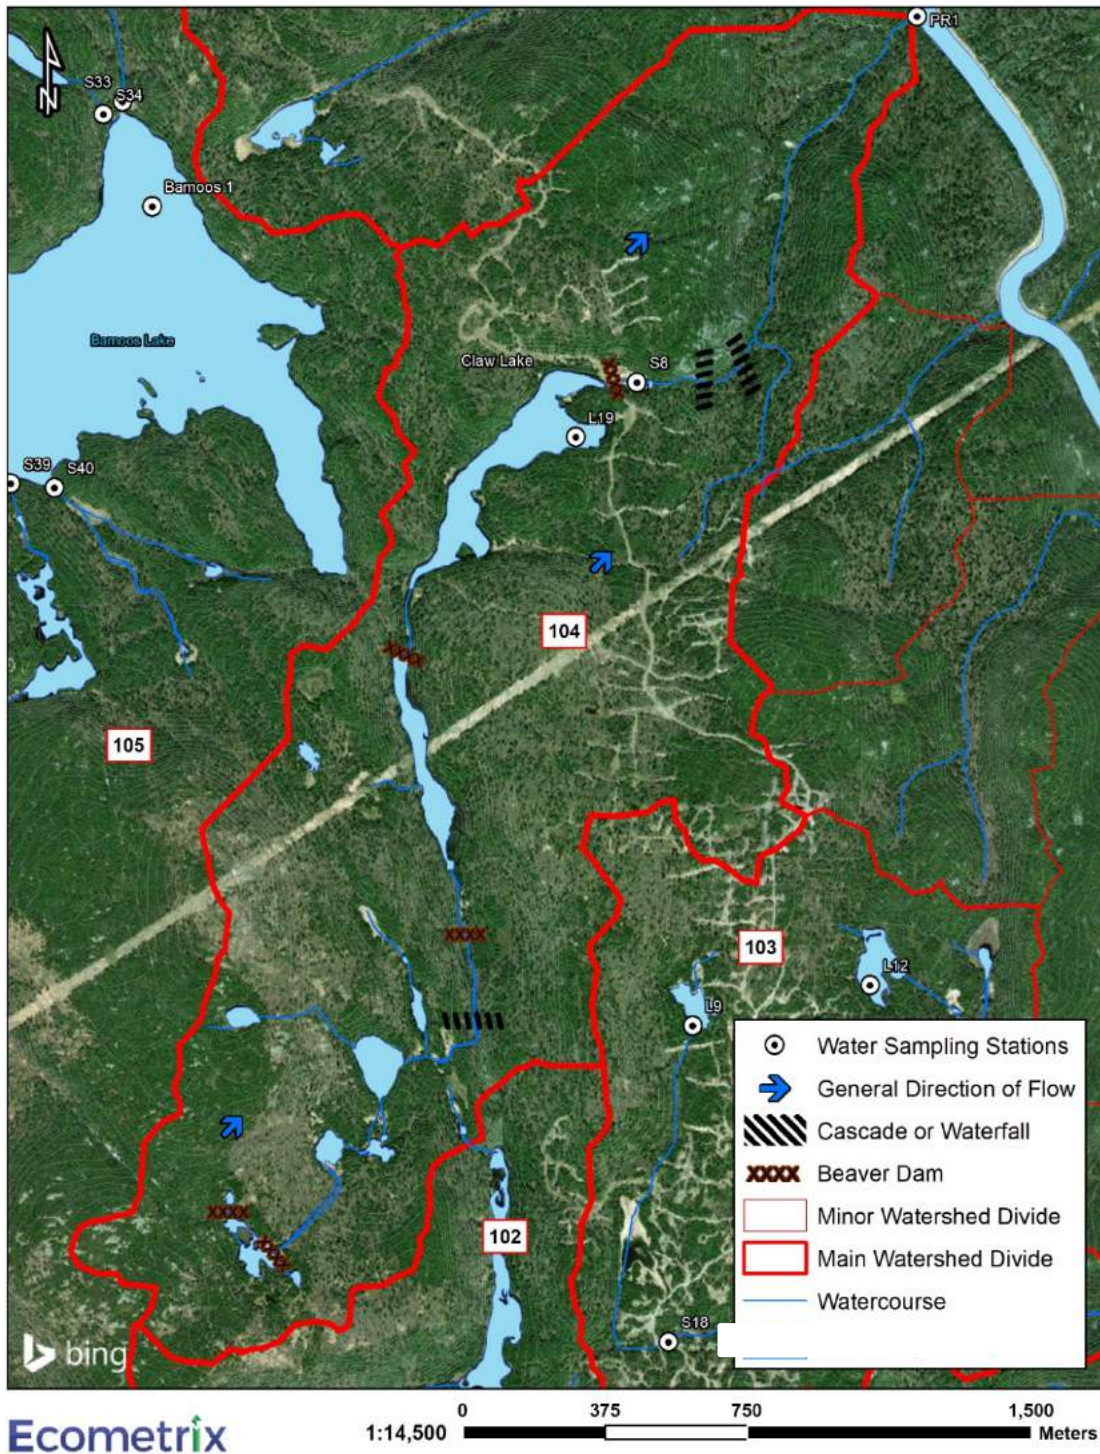 N
PR1
S33
S34
Bamoos 1
Bamoos Lake
Claw Lake
S8
L19
S39
S40
104
105
103
L12
L9
102
S18
Water Sampling Stations
General Direction of Flow
Cascade or Waterfall
XXXX Beaver Dam
Minor Watershed Divide
Main Watershed Divide
Watercourse
bing
Ecometrix
1:14,500
0 375 750 1,500
Meters